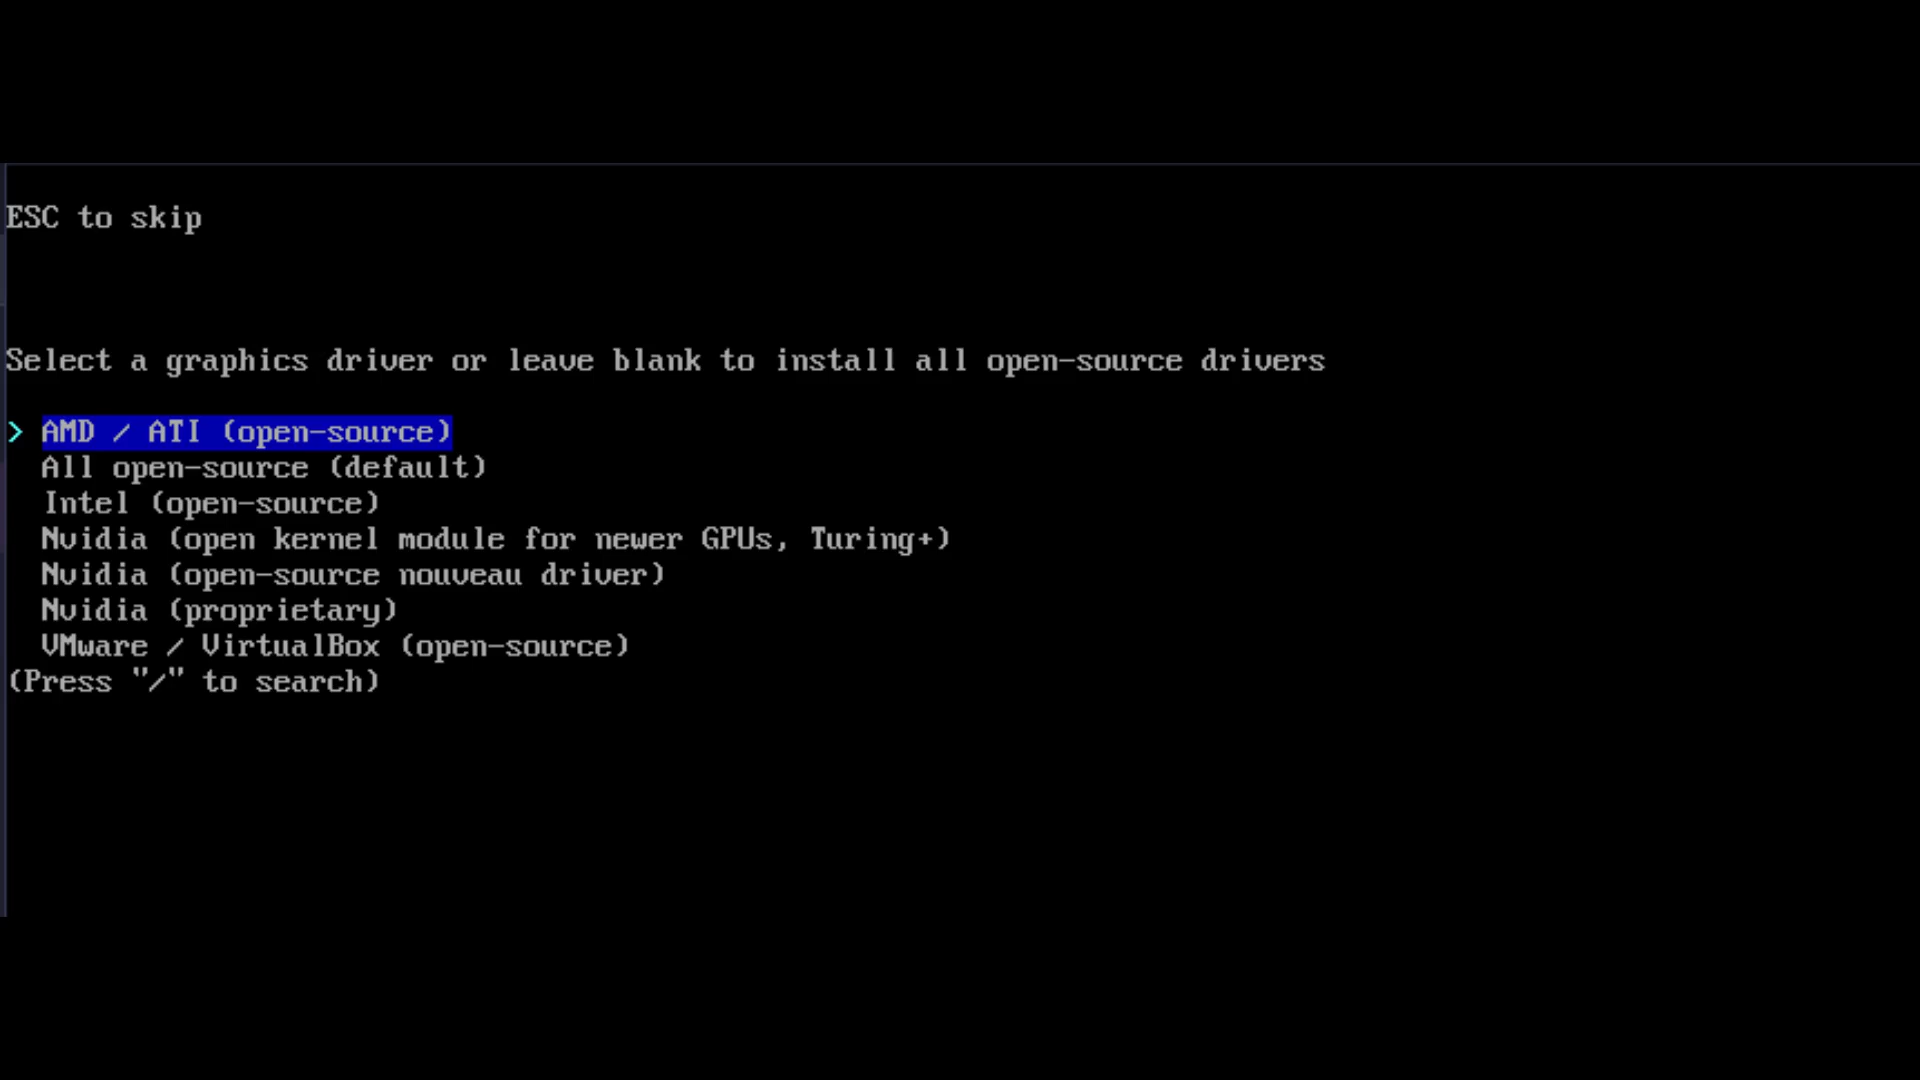 ESC to skip
Select a graphics driver or leave blank to install all open-source drivers
> AMD / ATI (open-source)
All open-source (default)
Intel (open-source)
Nvidia (open kernel module for newer GPUs, Turing+)
Nvidia (open-source nouveau driver)
Nvidia (proprietary)
VMware / VirtualBox (open-source)
(Press "/" to search)